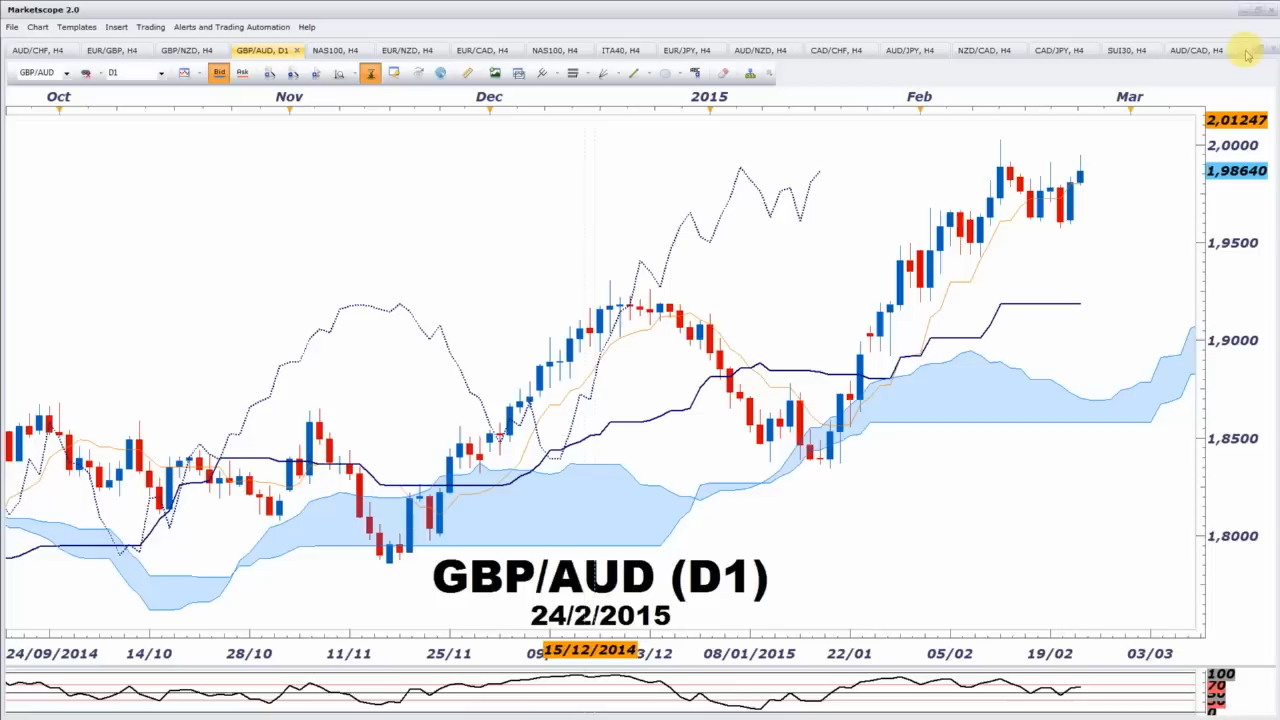 Marketscope 2.0
File Chart Templates Insert Trading Alerts and Trading Automation Help
AUD/CHF, H4 EUR/GBP, H4 GBP/NZD, H4 GBP/AUD, D1 NAS100, H4 EUR/NZD, H4 EUR/CAD, H4 NAS100, H4 ITA40, H4 EUR/JPY, H4 AUD/NZD, H4 CAD/CHF, H4 AUD/JPY, H4 NZD/CAD, H4 CAD/JPY, H4 SUI30, H4 AUD/CAD, H4
GBP/AUD D1 Bid Ask
Oct Nov Dec 2015 Feb Mar
2,01247
2,0000
1,98640
1,9500
1,9000
1,8500
1,8000
GBP/AUD (D1)
24/2/2015
24/09/2014 14/10 28/10 11/11 25/11 09 15/12/2014 3/12 08/01/2015 22/01 05/02 19/02 03/03
100
70
0